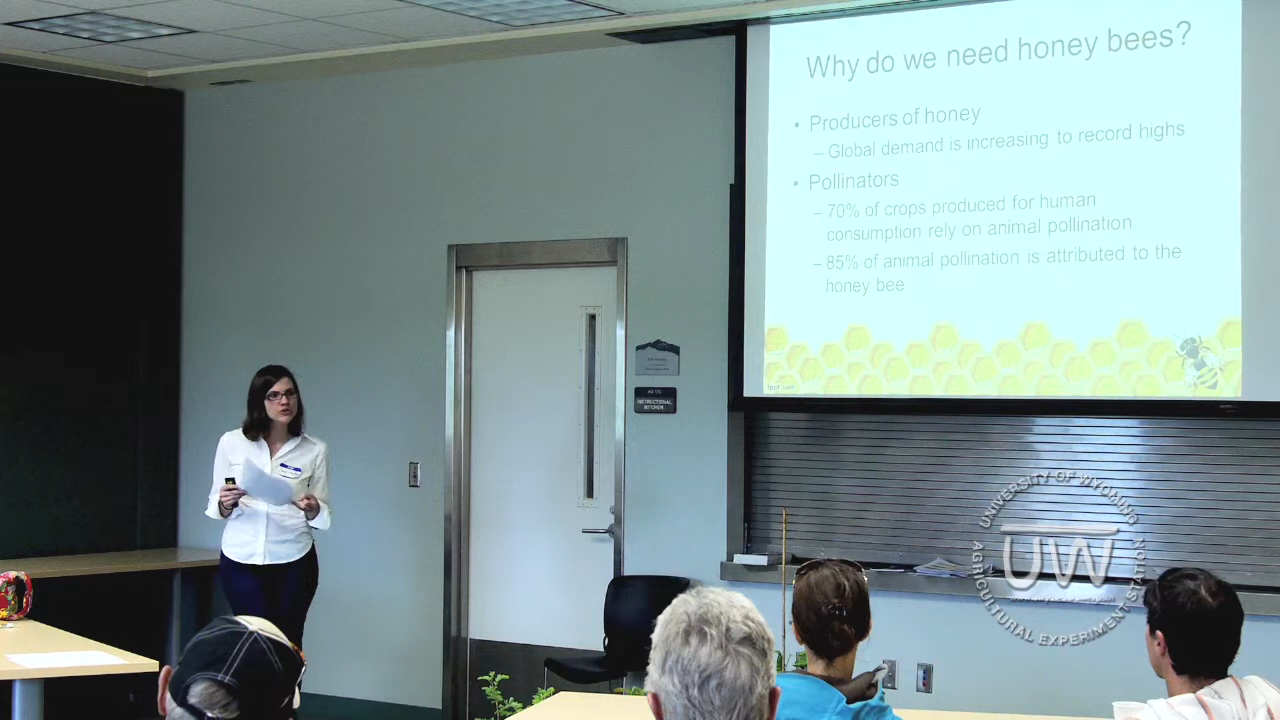 Why do we need honey bees?
• Producers of honey
– Global demand is increasing to record highs
• Pollinators
– 70% of crops produced for human
consumption rely on animal pollination
– 85% of animal pollination is attributed to the
honey bee
INSTRUCTIONAL
KITCHEN
UNIVERSITY OF WYOMING
UW
AGRICULTURAL EXPERIMENT STATION